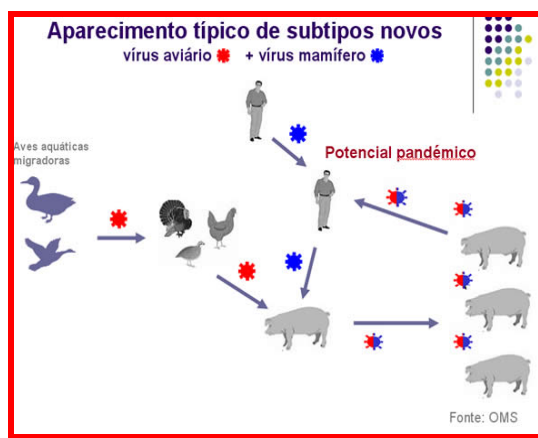 Aparecimento típico de subtipos novos
vírus aviário + vírus mamífero
Aves aquáticas
migradoras
Potencial pandémico
Fonte: OMS